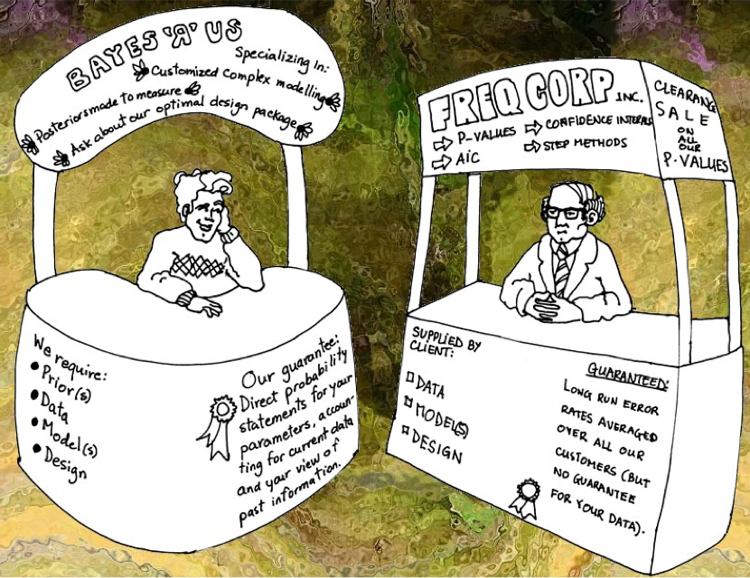 BAYES 'Я' US
Specializing in:
Customized complex modelling
Posteriors made to measure
Ask about our optimal design package
We require:
Prior(s)
Data
Model(s)
Design
Our guarantee:
Direct probability
statements for your
parameters, accoun-
ting for current data
and your view of
past information.
FREQ CORP INC.
P-VALUES
CONFIDENCE INTERVALS
AIC
STEP METHODS
CLEARANCE
SALE
ON
ALL
OUR
P-VALUES
SUPPLIED BY
CLIENT:
DATA
MODEL(S)
DESIGN
GUARANTEED:
LONG RUN ERROR
RATES AVERAGED
OVER ALL OUR
CUSTOMERS (BUT
NO GUARANTEE
FOR YOUR DATA).